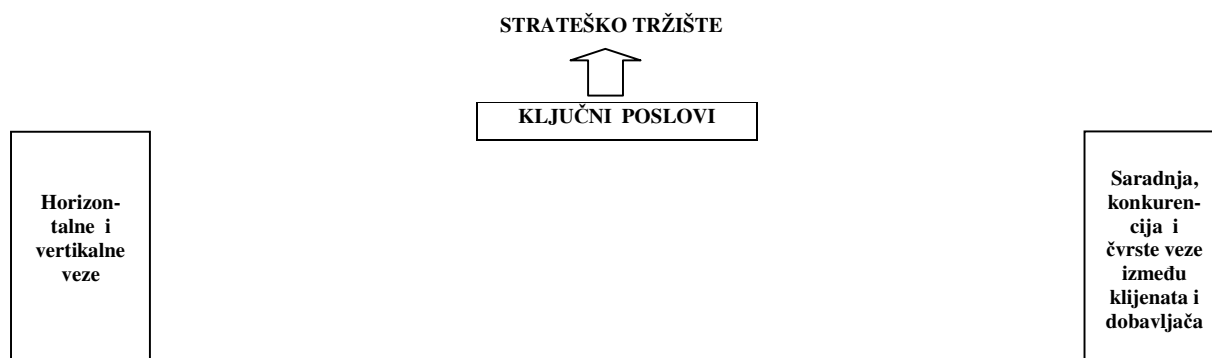 STRATEŠKO TRŽIŠTE
KLJUČNI POSLOVI
Horizon-
talne i
vertikalne
veze
Saradnja,
konkuren-
cija i
čvrste veze
između
klijenata i
dobavljača